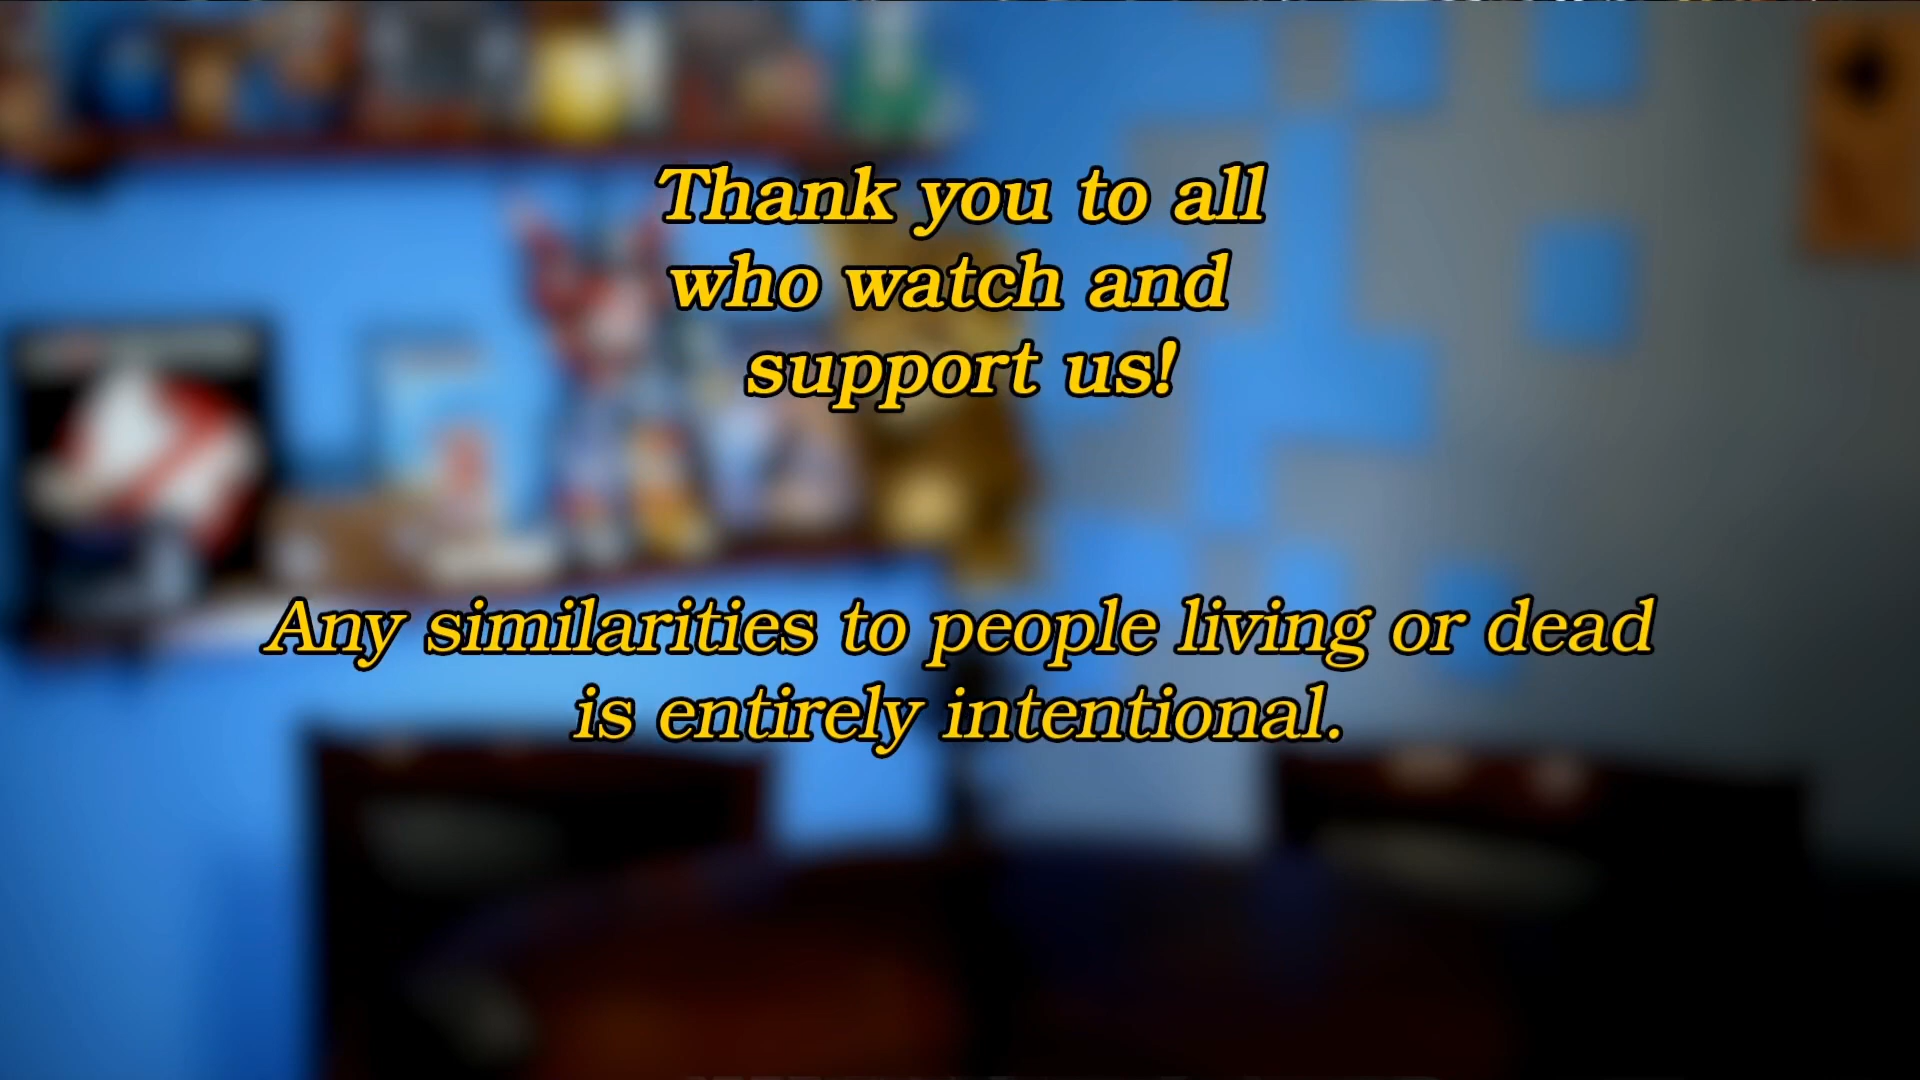 Thank you to all
who watch and
support us!
Any similarities to people living or dead
is entirely intentional.